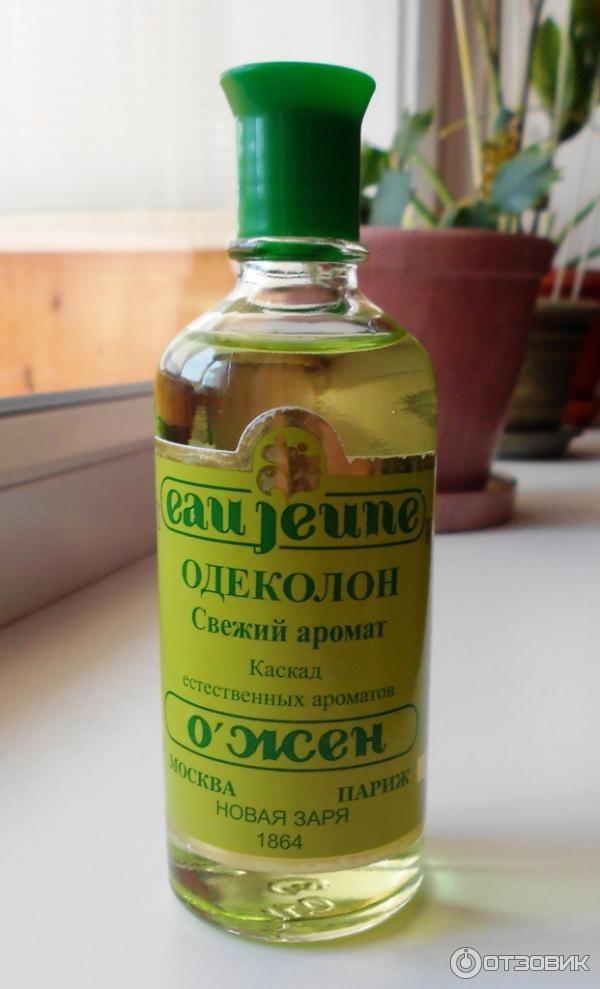 eau jeune
ОДЕКОЛОН
Свежий аромат
Каскад
естественных ароматов
о'жен
МОСКВА ПАРИЖ
НОВАЯ ЗАРЯ
1864
ОТЗОВИК